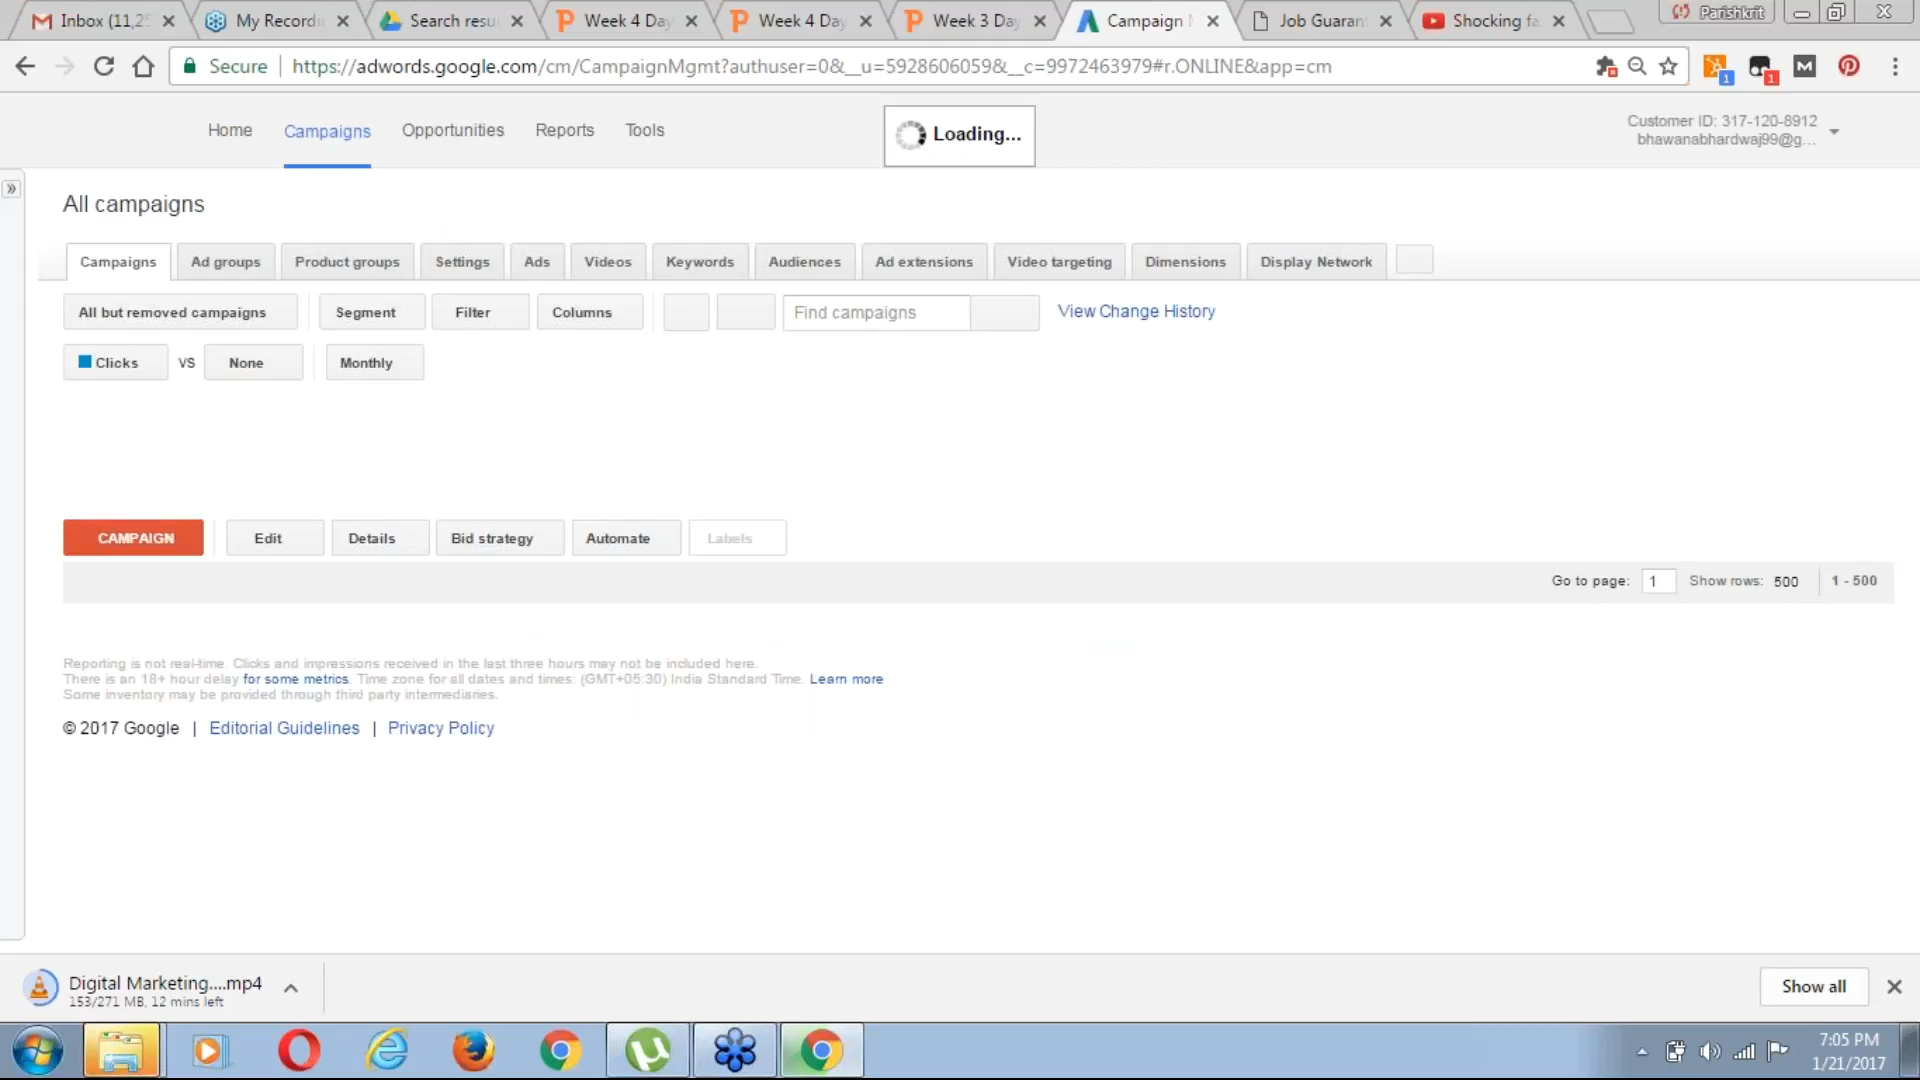 Inbox (11,25
My Recordi
Search resu
Week 4 Day
Week 4 Day
Week 3 Day
Campaign
Job Guaran
Shocking fa
Parishkrit
Secure
https://adwords.google.com/cm/CampaignMgmt?authuser=0&__u=5928606059&__c=9972463979#r.ONLINE&app=cm
1
1
Home
Campaigns
Opportunities
Reports
Tools
Loading...
Customer ID: 317-120-8912
bhawanabhardwaj99@g...
All campaigns
Campaigns
Ad groups
Product groups
Settings
Ads
Videos
Keywords
Audiences
Ad extensions
Video targeting
Dimensions
Display Network
All but removed campaigns
Segment
Filter
Columns
Find campaigns
View Change History
Clicks
VS
None
Monthly
CAMPAIGN
Edit
Details
Bid strategy
Automate
Labels
Go to page: 1
Show rows: 500
1 - 500
Reporting is not real-time. Clicks and impressions received in the last three hours may not be included here.
There is an 18+ hour delay for some metrics. Time zone for all dates and times: (GMT+05:30) India Standard Time. Learn more
Some inventory may be provided through third party intermediaries.
© 2017 Google | Editorial Guidelines | Privacy Policy
Digital Marketing....mp4
153/271 MB, 12 mins left
Show all
7:05 PM
1/21/2017